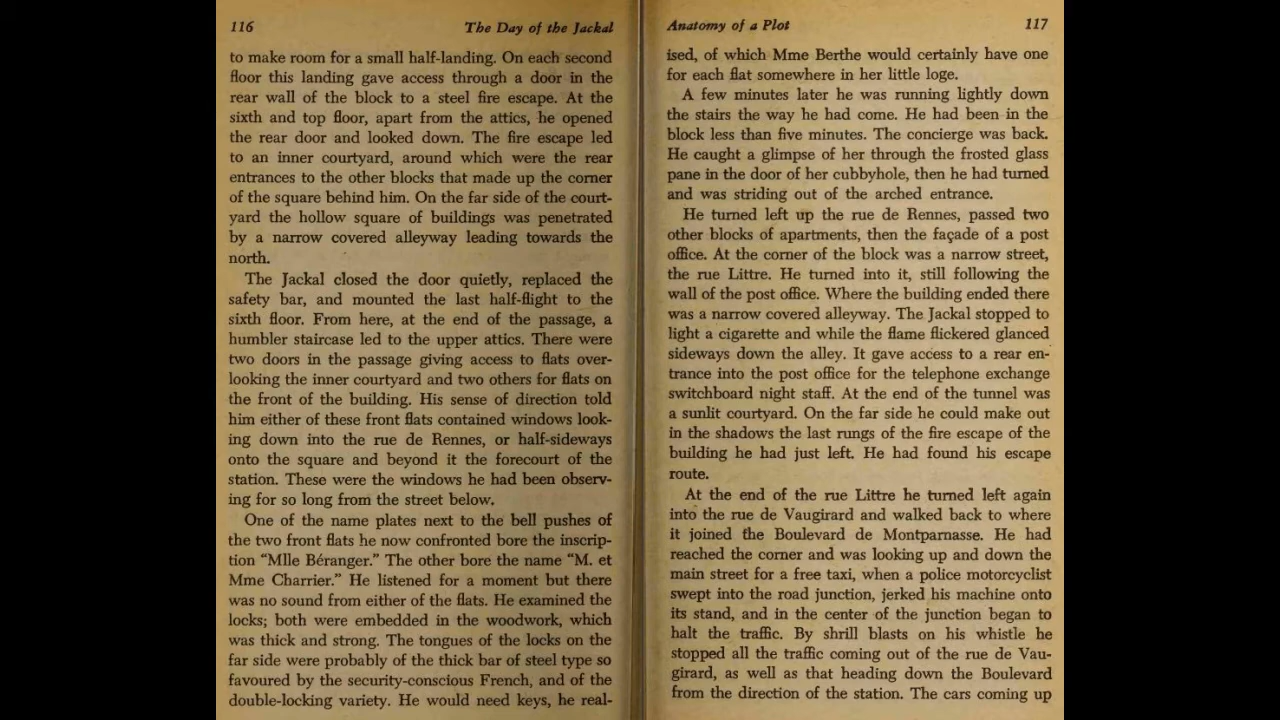 116
The Day of the Jackal
to make room for a small half-landing. On each second
floor this landing gave access through a door in the
rear wall of the block to a steel fire escape. At the
sixth and top floor, apart from the attics, he opened
the rear door and looked down. The fire escape led
to an inner courtyard, around which were the rear
entrances to the other blocks that made up the corner
of the square behind him. On the far side of the court-
yard the hollow square of buildings was penetrated
by a narrow covered alleyway leading towards the
north.
The Jackal closed the door quietly, replaced the
safety bar, and mounted the last half-flight to the
sixth floor. From here, at the end of the passage, a
humbler staircase led to the upper attics. There were
two doors in the passage giving access to flats over-
looking the inner courtyard and two others for flats on
the front of the building. His sense of direction told
him either of these front flats contained windows look-
ing down into the rue de Rennes, or half-sideways
onto the square and beyond it the forecourt of the
station. These were the windows he had been observ-
ing for so long from the street below.
One of the name plates next to the bell pushes of
the two front flats he now confronted bore the inscrip-
tion “Mlle Béranger.” The other bore the name “M. et
Mme Charrier.” He listened for a moment but there
was no sound from either of the flats. He examined the
locks; both were embedded in the woodwork, which
was thick and strong. The tongues of the locks on the
far side were probably of the thick bar of steel type so
favoured by the security-conscious French, and of the
double-locking variety. He would need keys, he real-
Anatomy of a Plot
117
ised, of which Mme Berthe would certainly have one
for each flat somewhere in her little loge.
A few minutes later he was running lightly down
the stairs the way he had come. He had been in the
block less than five minutes. The concierge was back.
He caught a glimpse of her through the frosted glass
pane in the door of her cubbyhole, then he had turned
and was striding out of the arched entrance.
He turned left up the rue de Rennes, passed two
other blocks of apartments, then the façade of a post
office. At the corner of the block was a narrow street,
the rue Littre. He turned into it, still following the
wall of the post office. Where the building ended there
was a narrow covered alleyway. The Jackal stopped to
light a cigarette and while the flame flickered glanced
sideways down the alley. It gave access to a rear en-
trance into the post office for the telephone exchange
switchboard night staff. At the end of the tunnel was
a sunlit courtyard. On the far side he could make out
in the shadows the last rungs of the fire escape of the
building he had just left. He had found his escape
route.
At the end of the rue Littre he turned left again
into the rue de Vaugirard and walked back to where
it joined the Boulevard de Montparnasse. He had
reached the corner and was looking up and down the
main street for a free taxi, when a police motorcyclist
swept into the road junction, jerked his machine onto
its stand, and in the center of the junction began to
halt the traffic. By shrill blasts on his whistle he
stopped all the traffic coming out of the rue de Vau-
girard, as well as that heading down the Boulevard
from the direction of the station. The cars coming up